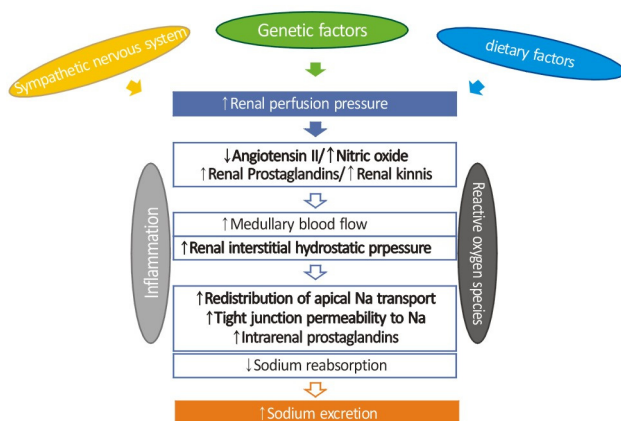 Sympathetic nervous system
Genetic factors
dietary factors
↑Renal perfusion pressure
↓Angiotensin II/↑Nitric oxide
↑Renal Prostaglandins/↑Renal kinnis
↑Medullary blood flow
↑Renal interstitial hydrostatic prpessure
Inflammation
Reactive oxygen species
↑Redistribution of apical Na transport
↑Tight junction permeability to Na
↑Intrarenal prostaglandins
↓Sodium reabsorption
↑Sodium excretion